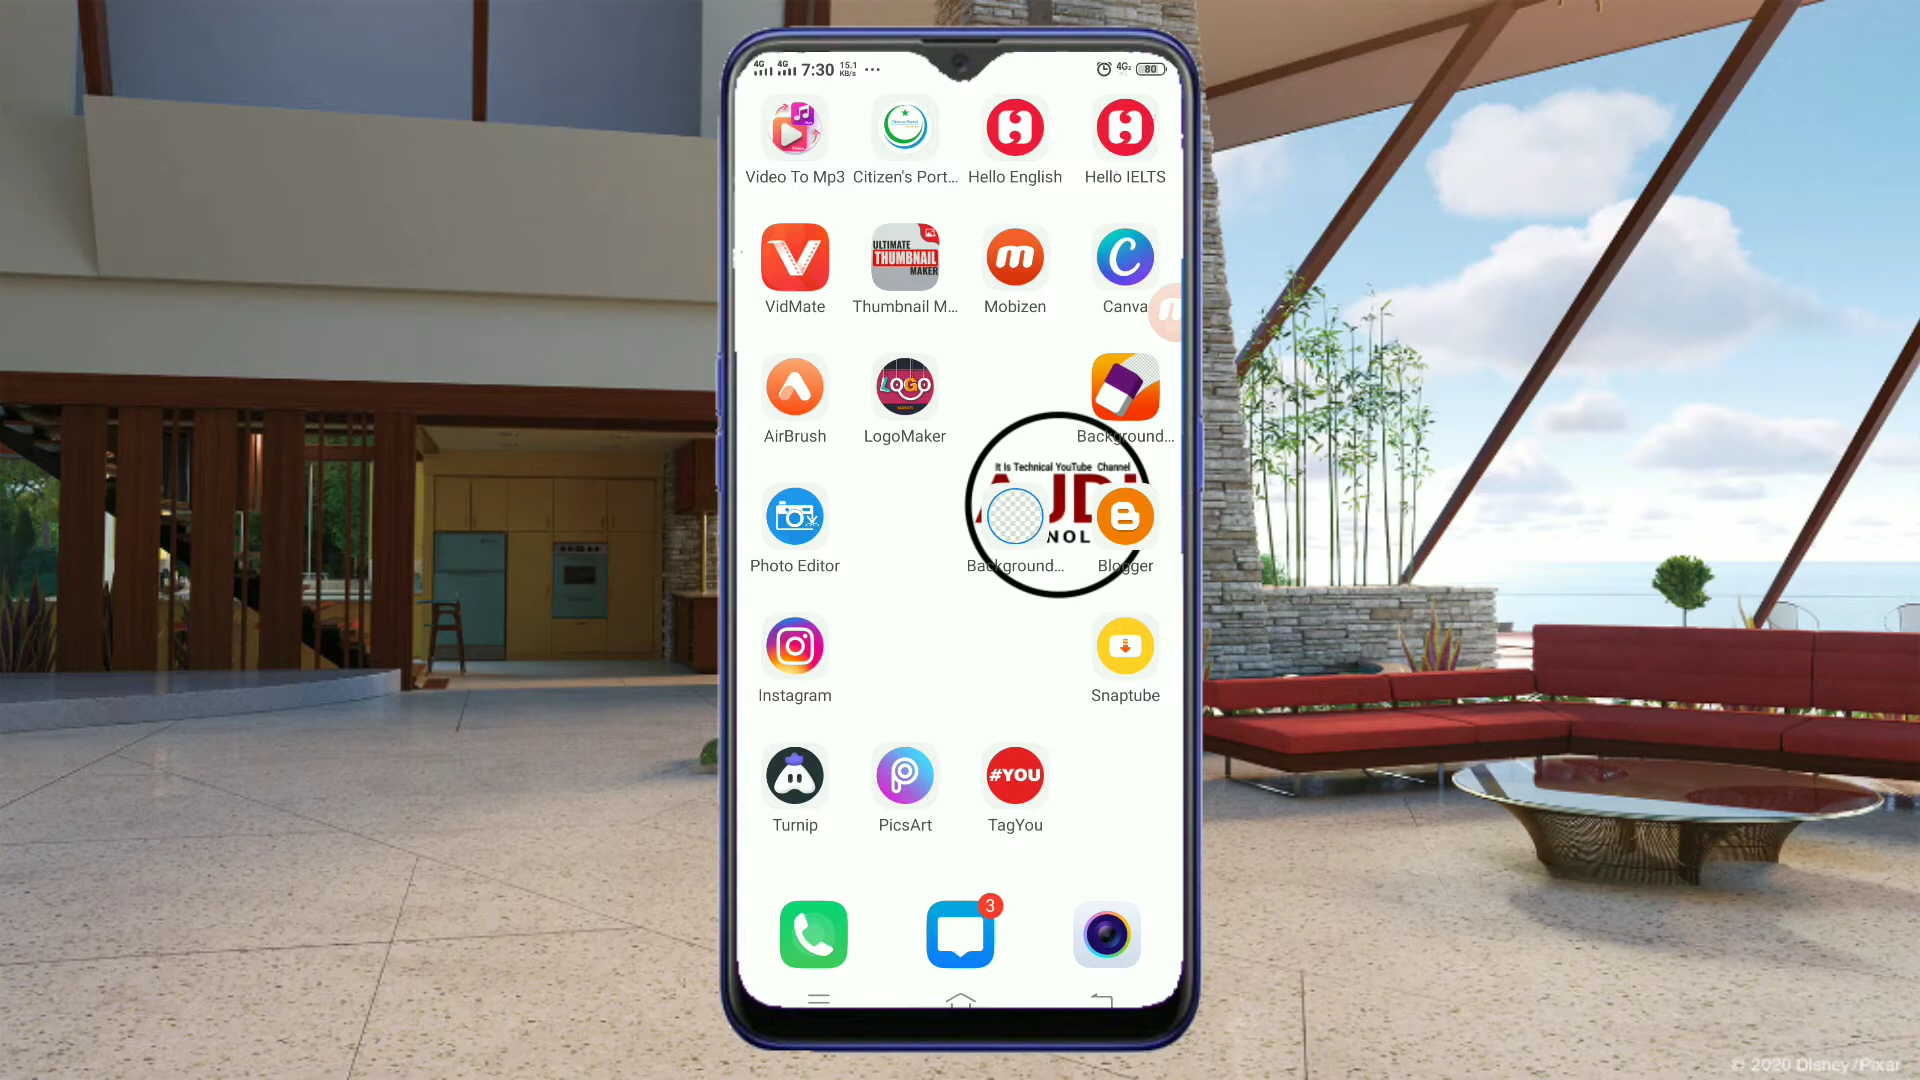 4G 4G 7:30 15.1 KB/s ... 4G2 80
Video To Mp3 Citizen's Port... Hello English Hello IELTS
ULTIMATE
THUMBNAIL
MAKER
VidMate Thumbnail M... Mobizen Canva
LOGO
AirBrush LogoMaker Background...
It Is Technical YouTube Channel
NOL
Photo Editor Background... Blogger
Instagram Snaptube
#YOU
Turnip PicsArt TagYou
3
© 2020 Disney/Pixar